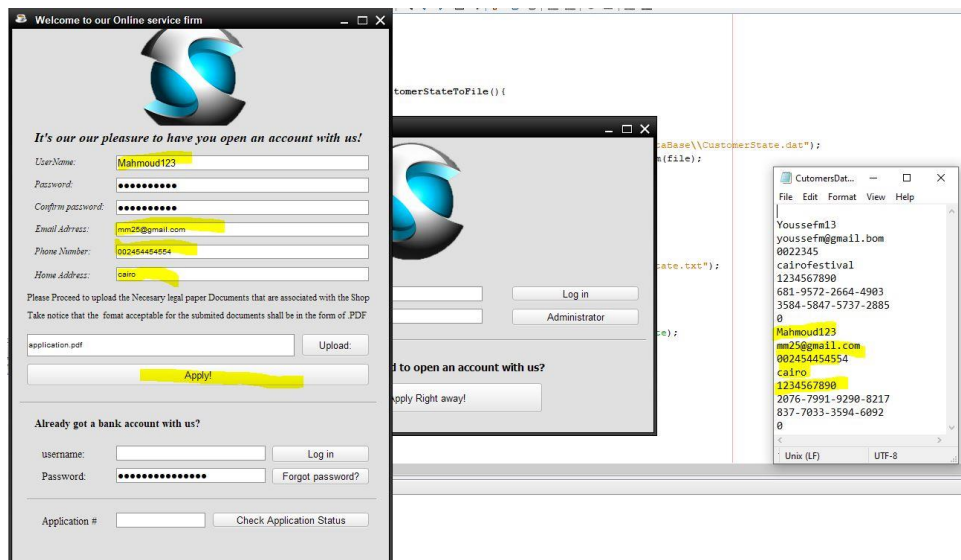 Welcome to our Online service firm
It's our our pleasure to have you open an account with us!
UserName:
Mahmoud123
Password:
●●●●●●●●●●
Confirm password:
●●●●●●●●●●
Email Adrress:
mm25@gmail.com
Phone Number:
002454454554
Home Address:
cairo
Please Proceed to upload the Necesary legal paper Documents that are associated with the Shop
Take notice that the fomat acceptable for the submited documents shall be in the form of .PDF
application.pdf
Upload:
Apply!
Already got a bank account with us?
username:
Log in
Password:
●●●●●●●●●●●●●●●
Forgot password?
Application #
Check Application Status
tomerStateToFile(){
taBase\\CustomerState.dat");
m(file);
tate.txt");
te);
Log in
Administrator
d to open an account with us?
Apply Right away!
CutomersDat...
File Edit Format View Help
Youssefm13
youssefm@gmail.bom
0022345
cairofestival
1234567890
681-9572-2664-4903
3584-5847-5737-2885
0
Mahmoud123
mm25@gmail.com
002454454554
cairo
1234567890
2076-7991-9290-8217
837-7033-3594-6092
0
Unix (LF)
UTF-8